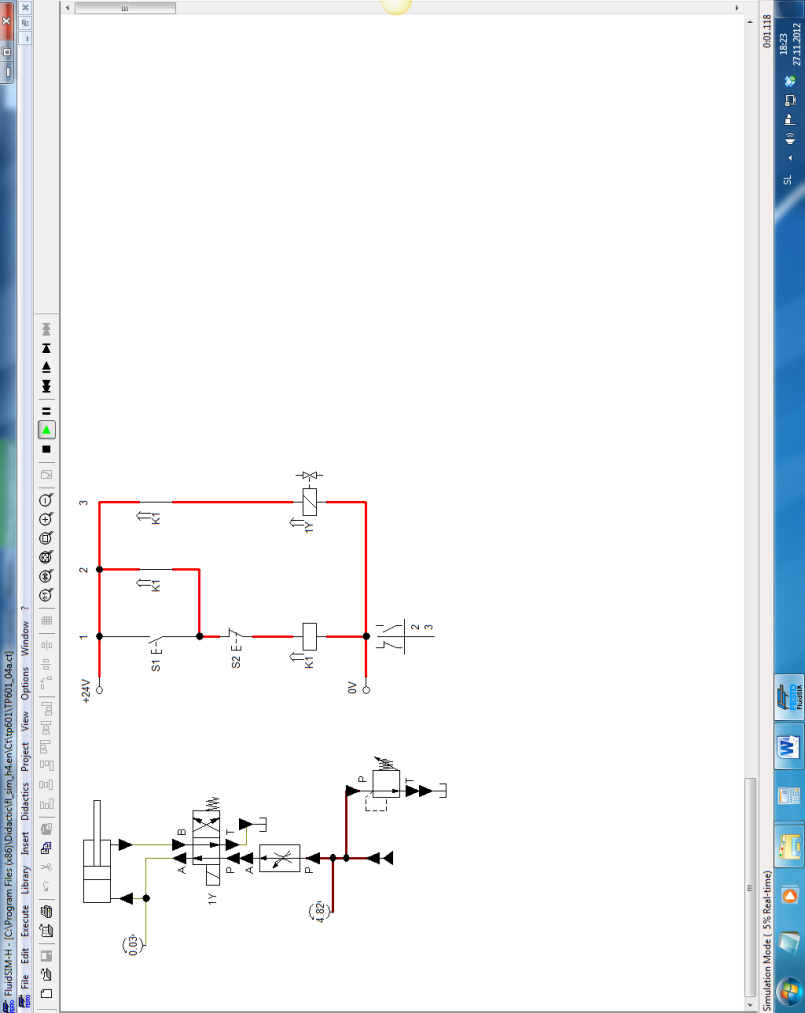 FluidSIM-H - [C:\Program Files (x86)\Didactic\fl_sim_h4.en\Ct\tp601\TP601_04a.ct]
File Edit Execute Library Insert Didactics Project View Options Window ?
+24V
1
2
3
S1
K1
K1
S2
K1
1Y
0V
2
3
0.03
A
B
1Y
P
T
A
P
4.82
P
T
Simulation Mode ( 5% Real-time)
0:01.118
FESTO
FluidSIM
SL
18:23
27.11.2012